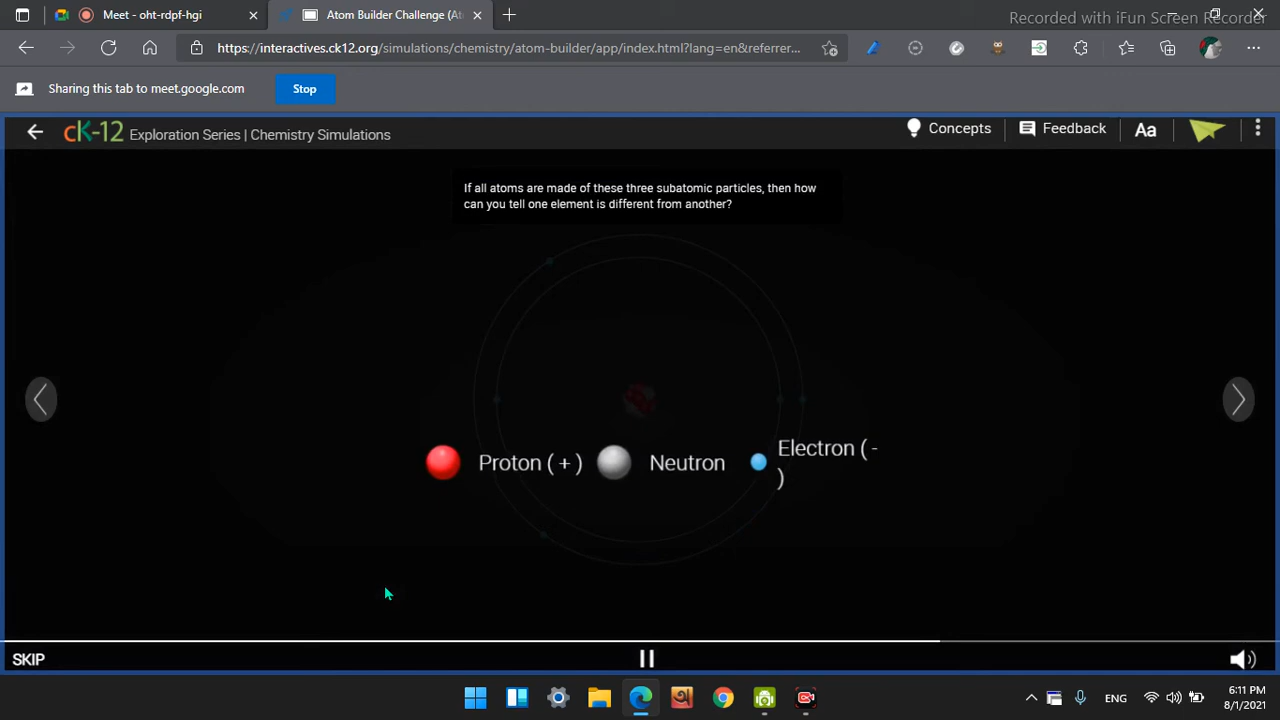 Meet - oht-rdpf-hgi
Atom Builder Challenge (At
Recorded with iFun Screen Recorder
https://interactives.ck12.org/simulations/chemistry/atom-builder/app/index.html?lang=en&referrer...
Sharing this tab to meet.google.com
Stop
cK-12 Exploration Series | Chemistry Simulations
Concepts
Feedback
Aa
If all atoms are made of these three subatomic particles, then how
can you tell one element is different from another?
Proton ( + )
Neutron
Electron ( -
)
SKIP
ENG
6:11 PM
8/1/2021